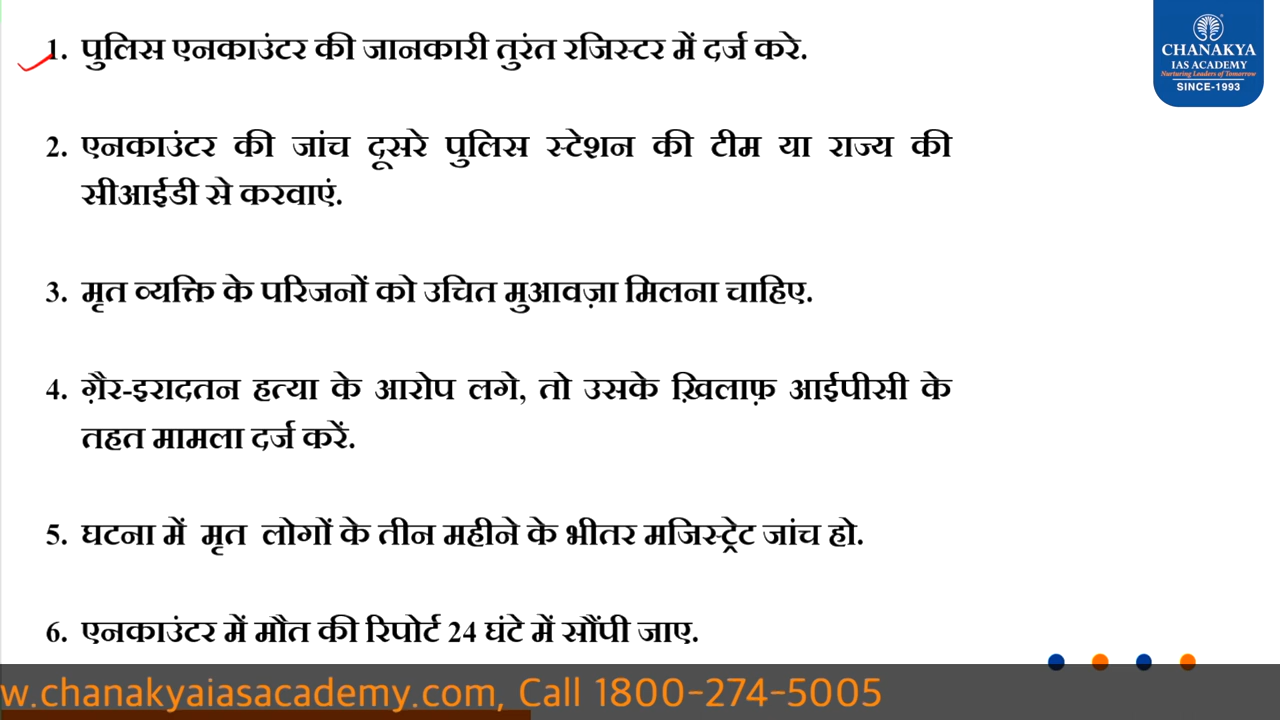 1. पुलिस एनकाउंटर की जानकारी तुरंत रजिस्टर में दर्ज करे.
CHANAKYA
IAS ACADEMY
Nurturing Leaders of Tomorrow
SINCE-1993
2. एनकाउंटर की जांच दूसरे पुलिस स्टेशन की टीम या राज्य की
सीआईडी से करवाएं.
3. मृत व्यक्ति के परिजनों को उचित मुआवज़ा मिलना चाहिए.
4. ग़ैर-इरादतन हत्या के आरोप लगे, तो उसके ख़िलाफ़ आईपीसी के
तहत मामला दर्ज करें.
5. घटना में मृत लोगों के तीन महीने के भीतर मजिस्ट्रेट जांच हो.
6. एनकाउंटर में मौत की रिपोर्ट 24 घंटे में सौंपी जाए.
w.chanakyaiasacademy.com, Call 1800-274-5005